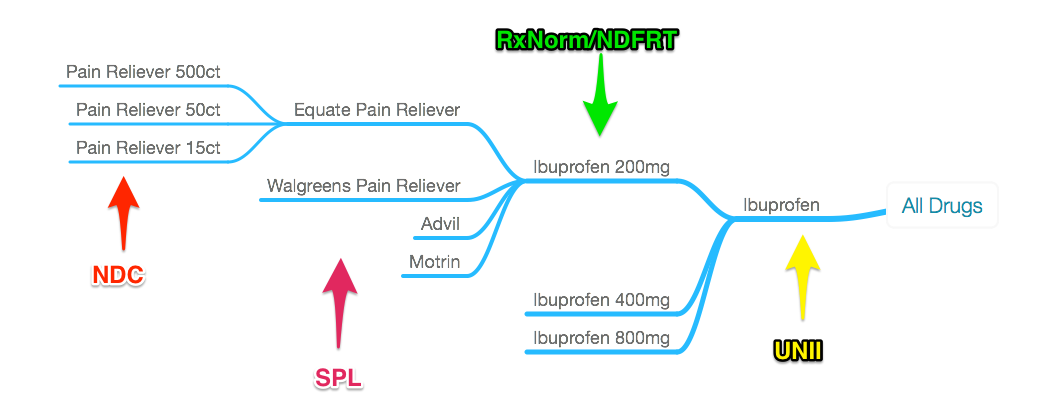 RxNorm/NDFRT
Pain Reliever 500ct
Pain Reliever 50ct
Equate Pain Reliever
Pain Reliever 15ct
Ibuprofen 200mg
Walgreens Pain Reliever
Ibuprofen
All Drugs
Advil
Motrin
NDC
Ibuprofen 400mg
Ibuprofen 800mg
UNII
SPL